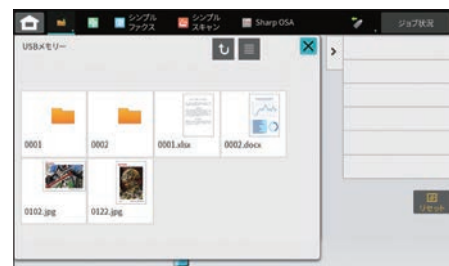 シンプル
ファクス
シンプル
スキャン
Sharp OSA
ジョブ状況
USBメモリー
0001
0002
0001.xlsx
0002.docx
0102.jpg
0122.jpg
リセット